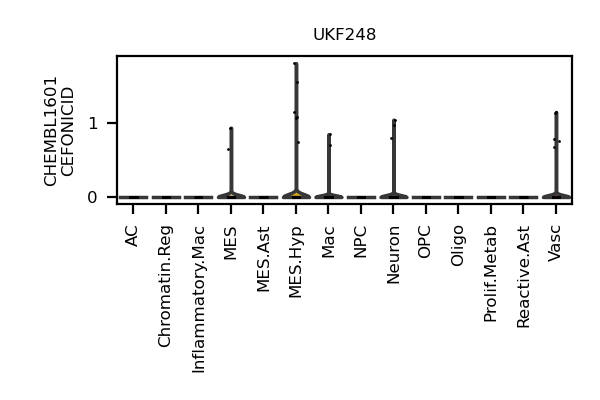 UKF248
CHEMBL1601
CEFONICID
1
0
AC
Chromatin.Reg
Inflammatory.Mac
MES
MES.Ast
MES.Hyp
Mac
NPC
Neuron
OPC
Oligo
Prolif.Metab
Reactive.Ast
Vasc